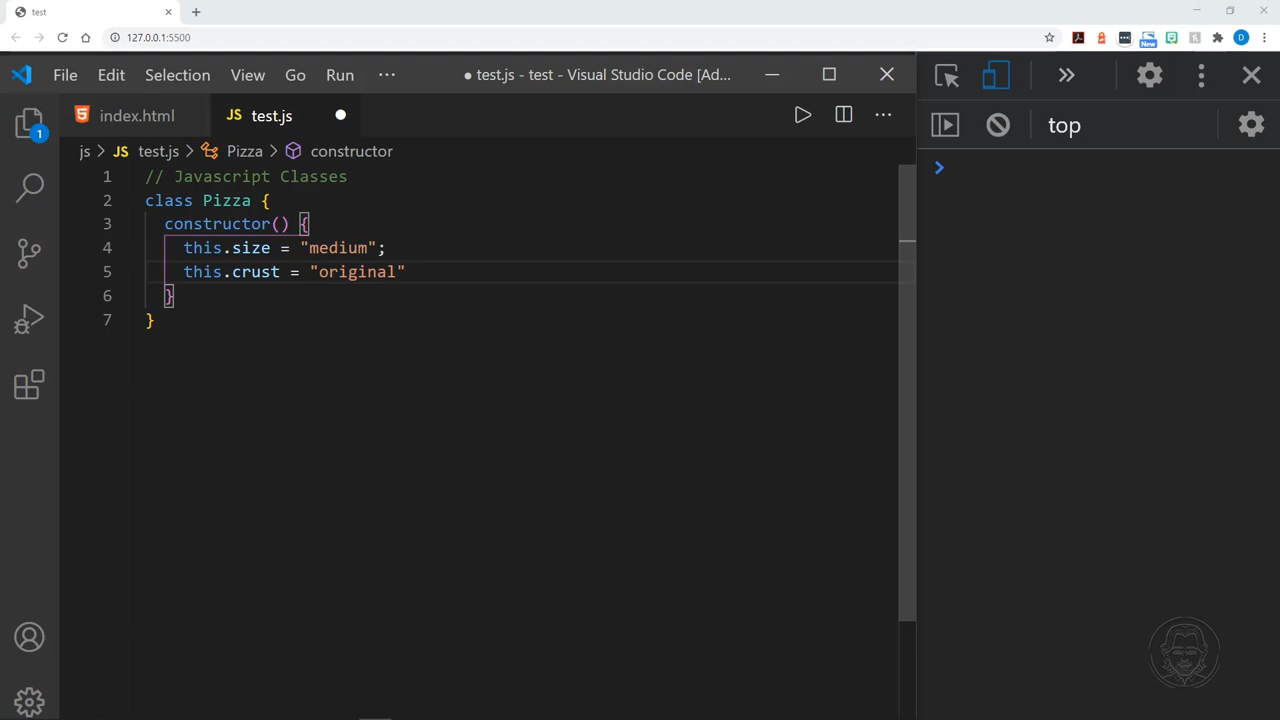 test
127.0.0.1:5500
New
D
File Edit Selection View Go Run ··· ● test.js - test - Visual Studio Code [Ad...
index.html JS test.js
js > JS test.js > Pizza > constructor
top
1
1 // Javascript Classes
2 class Pizza {
3 constructor() {
4 this.size = "medium";
5 this.crust = "original"
6 }
7 }